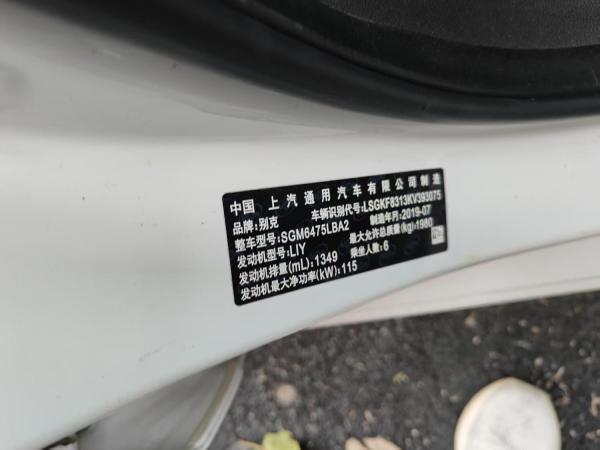 中国 上汽通用汽车有限公司制造
品牌:别克 车辆识别代号:LSGKF8313KV393075
整车型号:SGM6475LBA2 制造年月:2019-07
发动机型号:LIY 最大允许总质量(kg):1980
发动机排量(mL):1349 乘坐人数:6
发动机最大净功率(kW):115